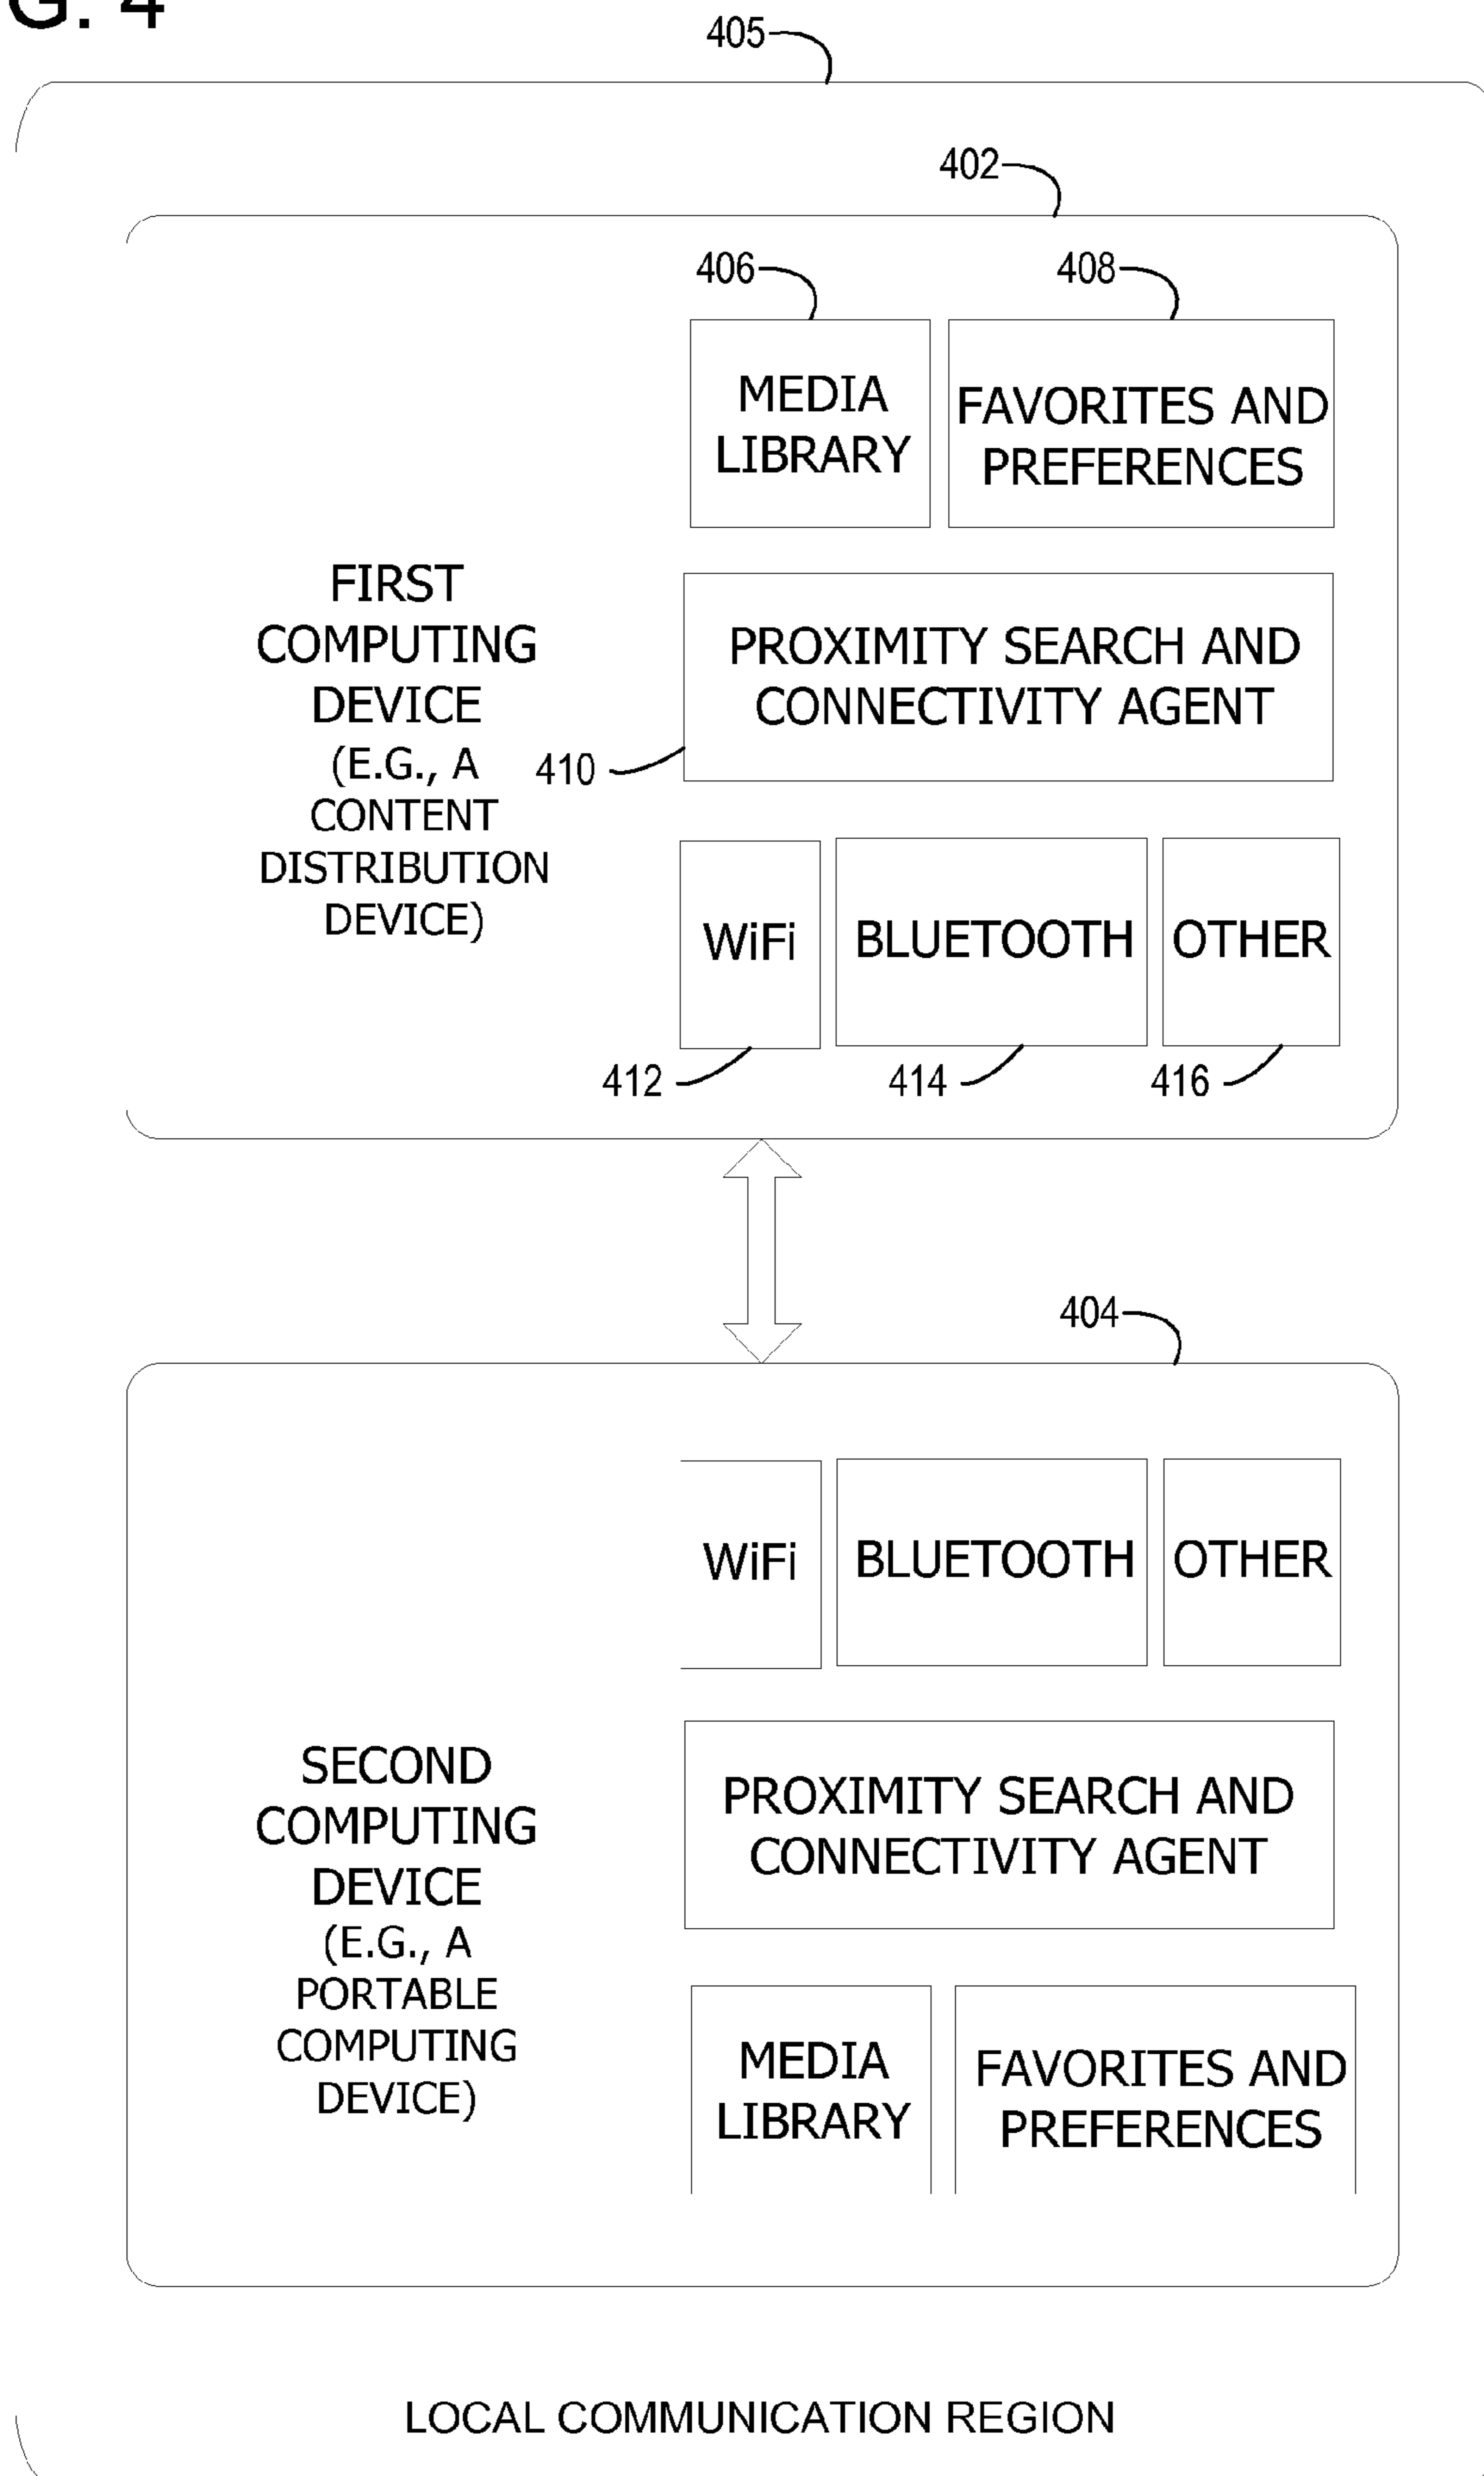 G. 4
405
402
406
408
MEDIA
LIBRARY
FAVORITES AND
PREFERENCES
FIRST
COMPUTING
DEVICE
(E.G., A
CONTENT
DISTRIBUTION
DEVICE)
PROXIMITY SEARCH AND
CONNECTIVITY AGENT
410
WiFi
BLUETOOTH
OTHER
412
414
416
404
WiFi
BLUETOOTH
OTHER
SECOND
COMPUTING
DEVICE
(E.G., A
PORTABLE
COMPUTING
DEVICE)
PROXIMITY SEARCH AND
CONNECTIVITY AGENT
MEDIA
LIBRARY
FAVORITES AND
PREFERENCES
LOCAL COMMUNICATION REGION